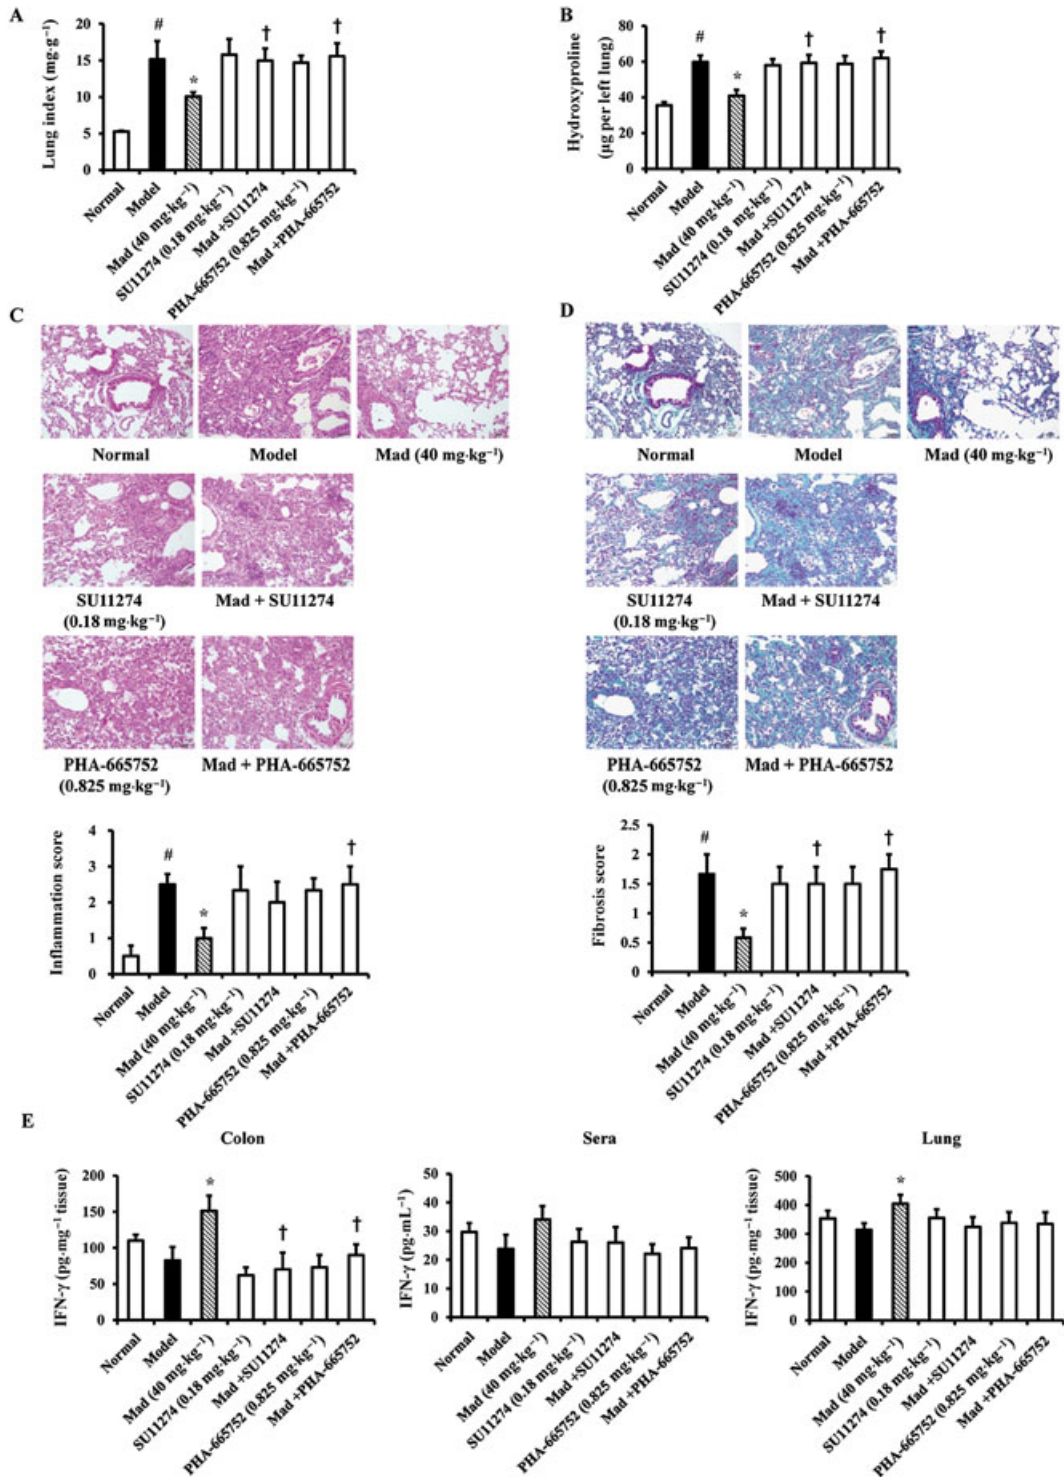 A
Lung index (mg·g⁻¹)
20
15
10
5
0
#
*
†
†
Normal
Model
Mad (40 mg·kg⁻¹)
SU11274 (0.18 mg·kg⁻¹)
Mad +SU11274
PHA-665752 (0.825 mg·kg⁻¹)
Mad +PHA-665752
B
Hydroxyproline
(µg per left lung)
80
60
40
20
0
#
*
†
†
Normal
Model
Mad (40 mg·kg⁻¹)
SU11274 (0.18 mg·kg⁻¹)
Mad +SU11274
PHA-665752 (0.825 mg·kg⁻¹)
Mad +PHA-665752
C
Normal
Model
Mad (40 mg·kg⁻¹)
SU11274
(0.18 mg·kg⁻¹)
Mad + SU11274
PHA-665752
(0.825 mg·kg⁻¹)
Mad + PHA-665752
Inflammation score
4
3
2
1
0
#
*
†
Normal
Model
Mad (40 mg·kg⁻¹)
SU11274 (0.18 mg·kg⁻¹)
Mad +SU11274
PHA-665752 (0.825 mg·kg⁻¹)
Mad +PHA-665752
D
Normal
Model
Mad (40 mg·kg⁻¹)
SU11274
(0.18 mg·kg⁻¹)
Mad + SU11274
PHA-665752
(0.825 mg·kg⁻¹)
Mad + PHA-665752
Fibrosis score
2.5
2
1.5
1
0.5
0
#
*
†
†
Normal
Model
Mad (40 mg·kg⁻¹)
SU11274 (0.18 mg·kg⁻¹)
Mad +SU11274
PHA-665752 (0.825 mg·kg⁻¹)
Mad +PHA-665752
E
Colon
IFN-γ (pg·mg⁻¹ tissue)
200
150
100
50
0
*
†
†
Normal
Model
Mad (40 mg·kg⁻¹)
SU11274 (0.18 mg·kg⁻¹)
Mad +SU11274
PHA-665752 (0.825 mg·kg⁻¹)
Mad +PHA-665752
Sera
IFN-γ (pg·mL⁻¹)
50
40
30
20
10
0
Normal
Model
Mad (40 mg·kg⁻¹)
SU11274 (0.18 mg·kg⁻¹)
Mad +SU11274
PHA-665752 (0.825 mg·kg⁻¹)
Mad +PHA-665752
Lung
IFN-γ (pg·mg⁻¹ tissue)
500
400
300
200
100
0
*
Normal
Model
Mad (40 mg·kg⁻¹)
SU11274 (0.18 mg·kg⁻¹)
Mad +SU11274
PHA-665752 (0.825 mg·kg⁻¹)
Mad +PHA-665752